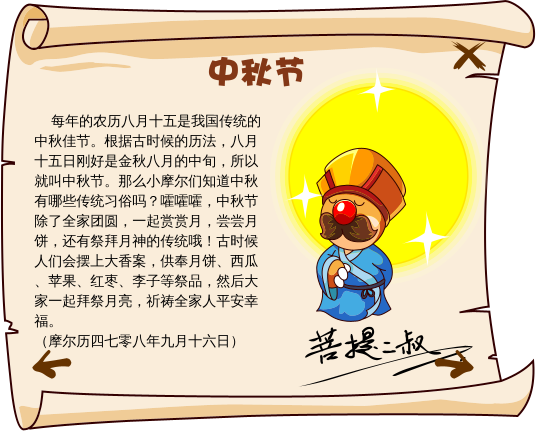 中秋节
每年的农历八月十五是我国传统的
中秋佳节。根据古时候的历法，八月
十五日刚好是金秋八月的中旬，所以
就叫中秋节。那么小摩尔们知道中秋
有哪些传统习俗吗？嚯嚯嚯，中秋节
除了全家团圆，一起赏赏月，尝尝月
饼，还有祭拜月神的传统哦！古时候
人们会摆上大香案，供奉月饼、西瓜
、苹果、红枣、李子等祭品，然后大
家一起拜祭月亮，祈祷全家人平安幸
福。
（摩尔历四七零八年九月十六日）
菩提二叔